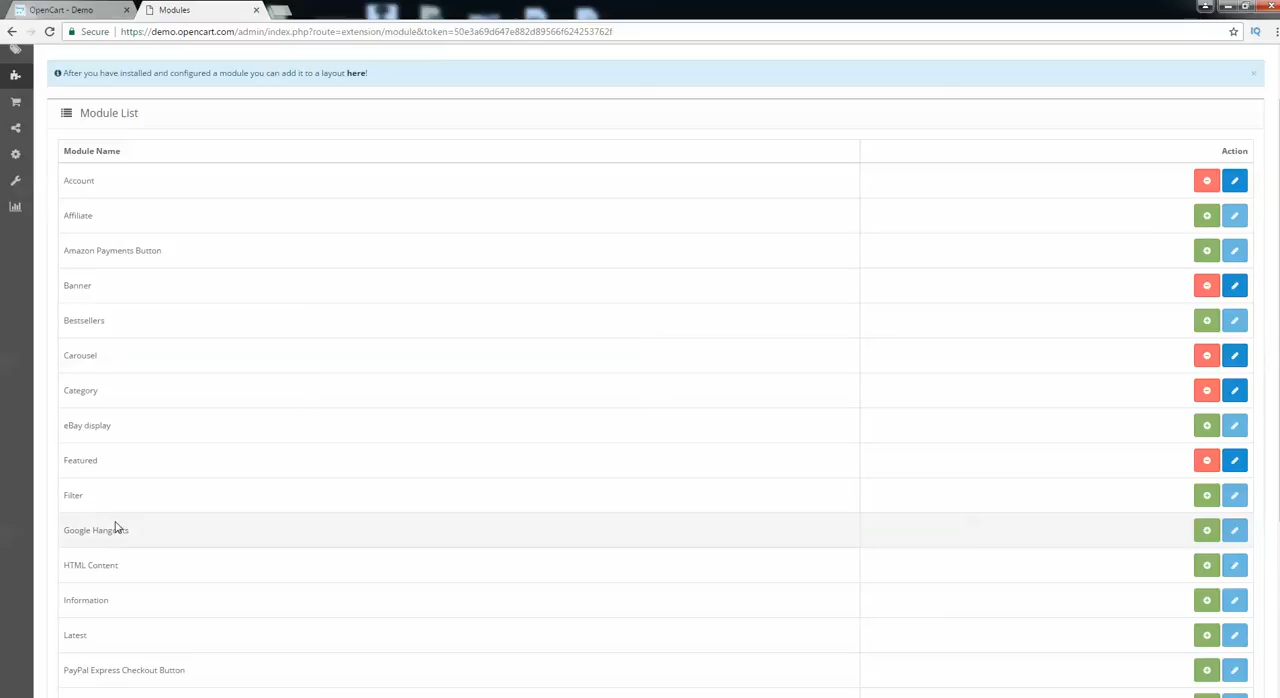 OpenCart - Demo
Modules
Secure
https://demo.opencart.com/admin/index.php?route=extension/module&token=50e3a69d647e882d89566f624253762f
IQ
After you have installed and configured a module you can add it to a layout here!
Module List
Module Name
Action
Account
Affiliate
Amazon Payments Button
Banner
Bestsellers
Carousel
Category
eBay display
Featured
Filter
Google Hangouts
HTML Content
Information
Latest
PayPal Express Checkout Button